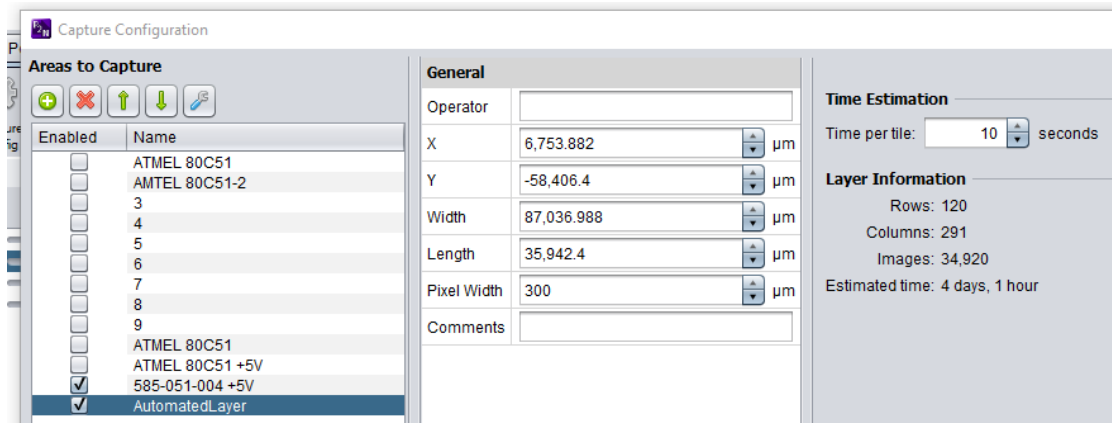 Capture Configuration
Areas to Capture
Enabled Name
ATMEL 80C51
AMTEL 80C51-2
3
4
5
6
7
8
9
ATMEL 80C51
ATMEL 80C51 +5V
585-051-004 +5V
AutomatedLayer
General
Operator
X 6,753.882 µm
Y -58,406.4 µm
Width 87,036.988 µm
Length 35,942.4 µm
Pixel Width 300 µm
Comments
Time Estimation
Time per tile: 10 seconds
Layer Information
Rows: 120
Columns: 291
Images: 34,920
Estimated time: 4 days, 1 hour